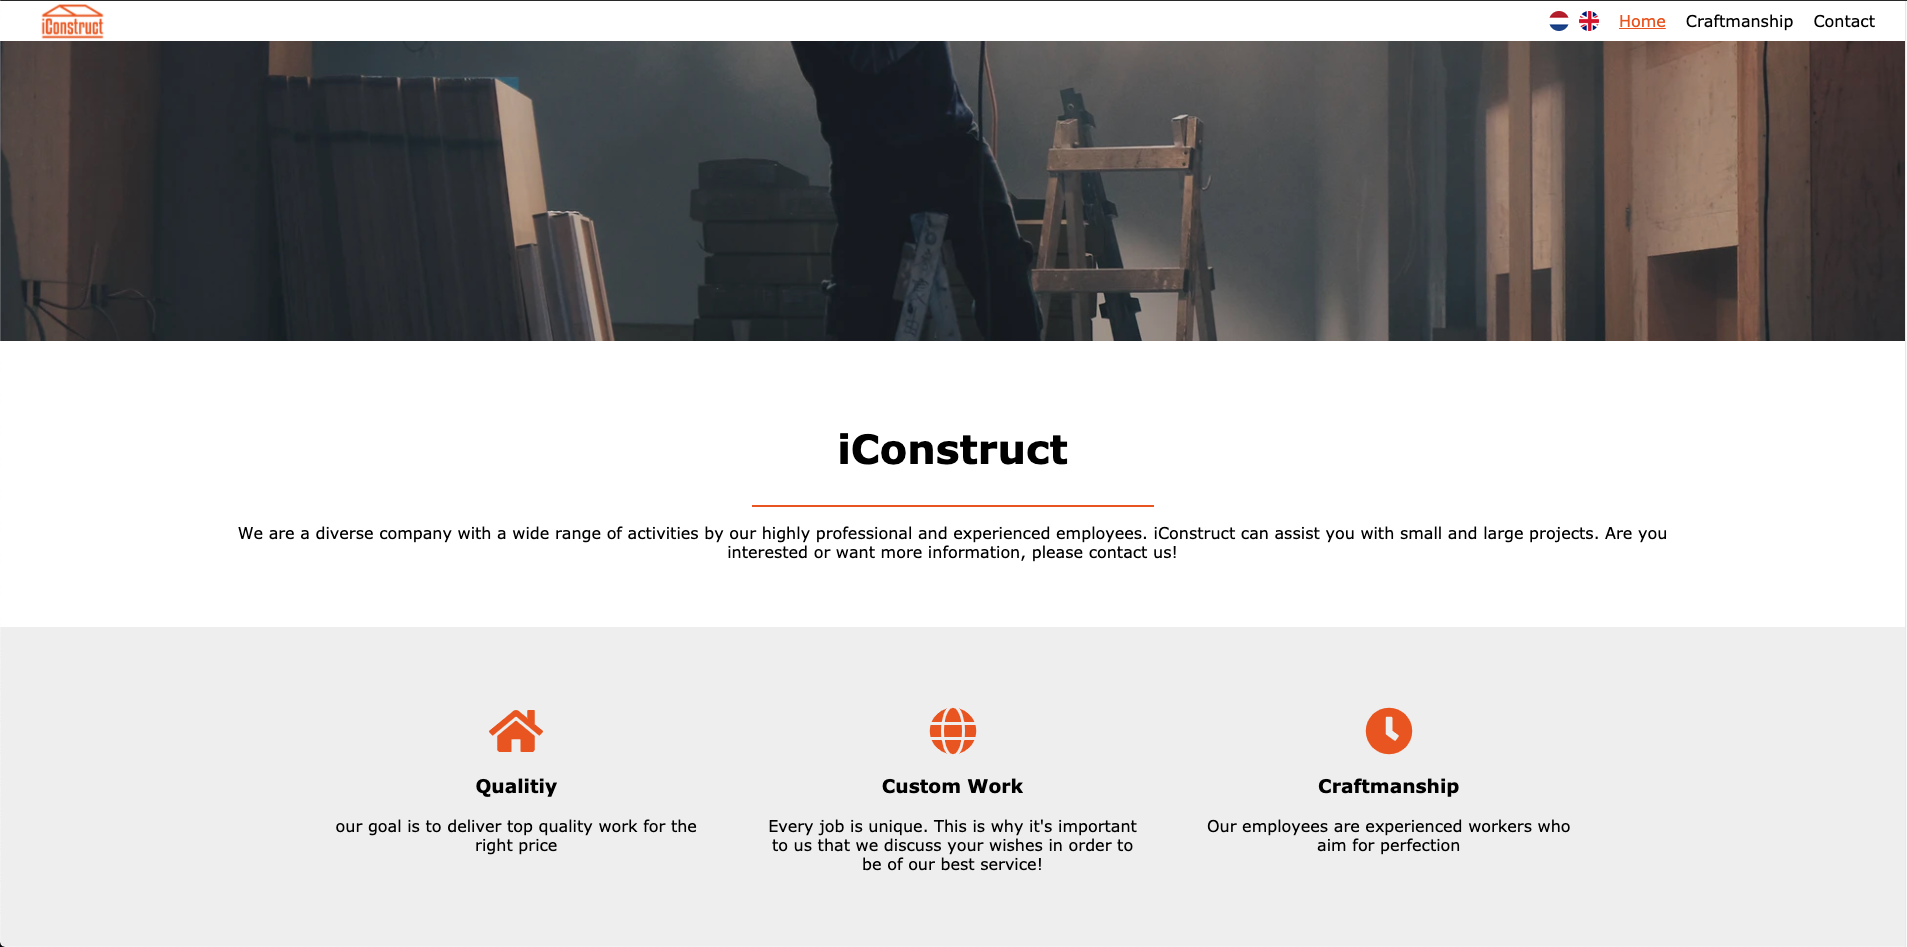 iConstruct
Home Craftmanship Contact
iConstruct
We are a diverse company with a wide range of activities by our highly professional and experienced employees. iConstruct can assist you with small and large projects. Are you
interested or want more information, please contact us!
Qualitiy
our goal is to deliver top quality work for the
right price
Custom Work
Every job is unique. This is why it's important
to us that we discuss your wishes in order to
be of our best service!
Craftmanship
Our employees are experienced workers who
aim for perfection